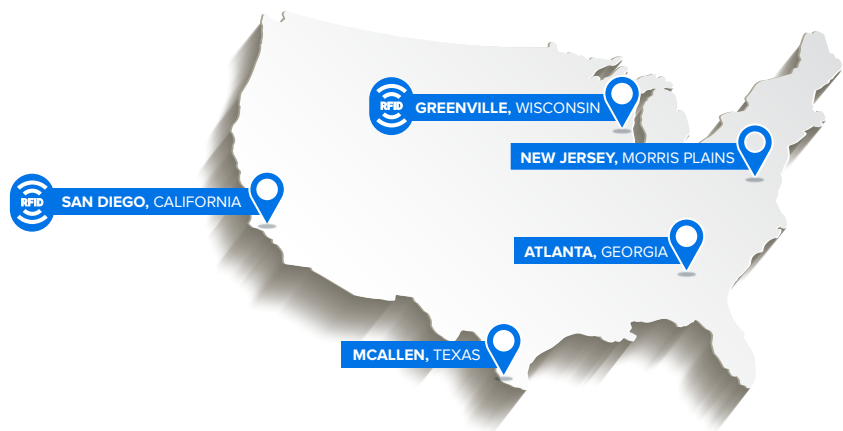 RFID
GREENVILLE, WISCONSIN
NEW JERSEY, MORRIS PLAINS
RFID
SAN DIEGO, CALIFORNIA
ATLANTA, GEORGIA
MCALLEN, TEXAS